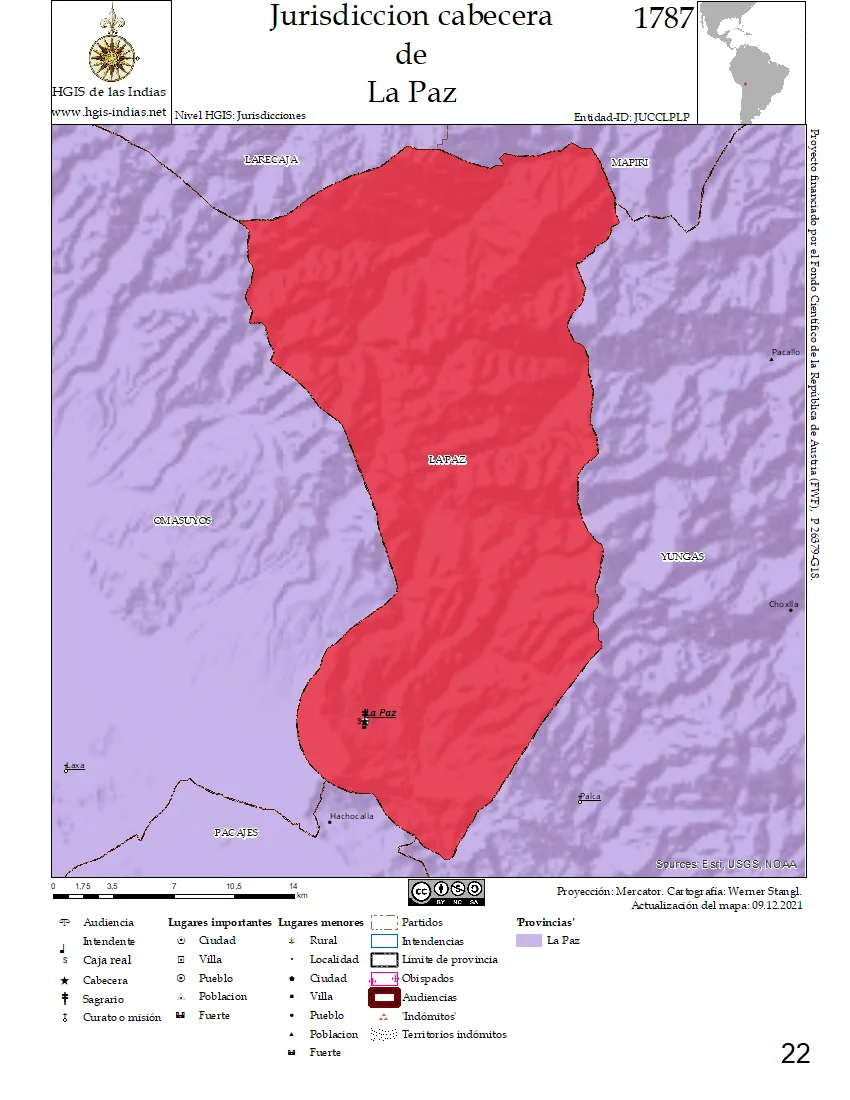 Jurisdiccion cabecera
de
La Paz
1787
HGIS de las Indias
www.hgis-indias.net
Nivel HGIS: Jurisdicciones
Entidad-ID: JUCCLPLP
LARECAJA
MAPIRI
Pacallo
LA PAZ
OMASUYOS
YUNGAS
Choxlla
La Paz
Laxa
Palca
Hachocalla
PACAJES
Sources: Esri, USGS, NOAA
Proyecto financiado por el Fondo Científico de la República de Austria (FWF), P 26379-G18.
0 1,75 3,5 7 10,5 14
km
cc BY NC SA
Proyección: Mercator. Cartografía: Werner Stangl.
Actualización del mapa: 09.12.2021
Audiencia
Intendente
S Caja real
Cabecera
Sagrario
Curato o misión
Lugares importantes
Ciudad
Villa
Pueblo
Poblacion
Fuerte
Lugares menores
Rural
Localidad
Ciudad
Villa
Pueblo
Poblacion
Fuerte
Partidos
Intendencias
Límite de provincia
Obispados
Audiencias
'Indómitos'
Territorios indómitos
'Provincias'
La Paz
22